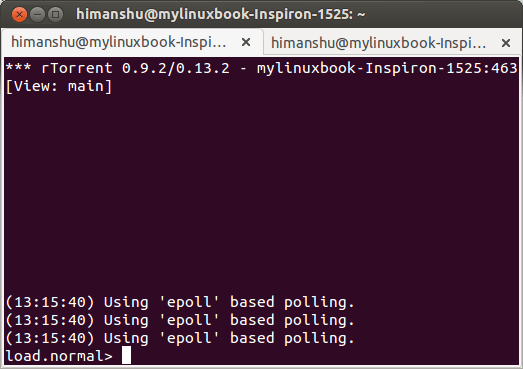 himanshu@mylinuxbook-Inspiron-1525: ~
himanshu@mylinuxbook-Inspi... × himanshu@mylinuxbook-Inspi... ×
*** rTorrent 0.9.2/0.13.2 - mylinuxbook-Inspiron-1525:463
[View: main]
(13:15:40) Using 'epoll' based polling.
(13:15:40) Using 'epoll' based polling.
(13:15:40) Using 'epoll' based polling.
load.normal>